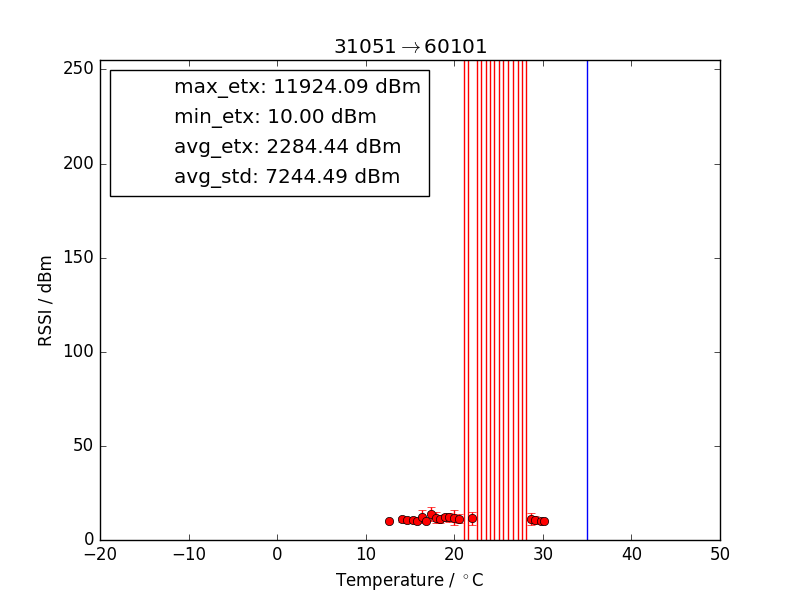 31051→60101
max_etx: 11924.09 dBm
min_etx: 10.00 dBm
avg_etx: 2284.44 dBm
avg_std: 7244.49 dBm
250
200
150
100
50
0
RSSI / dBm
−20 −10 0 10 20 30 40 50
Temperature / °C